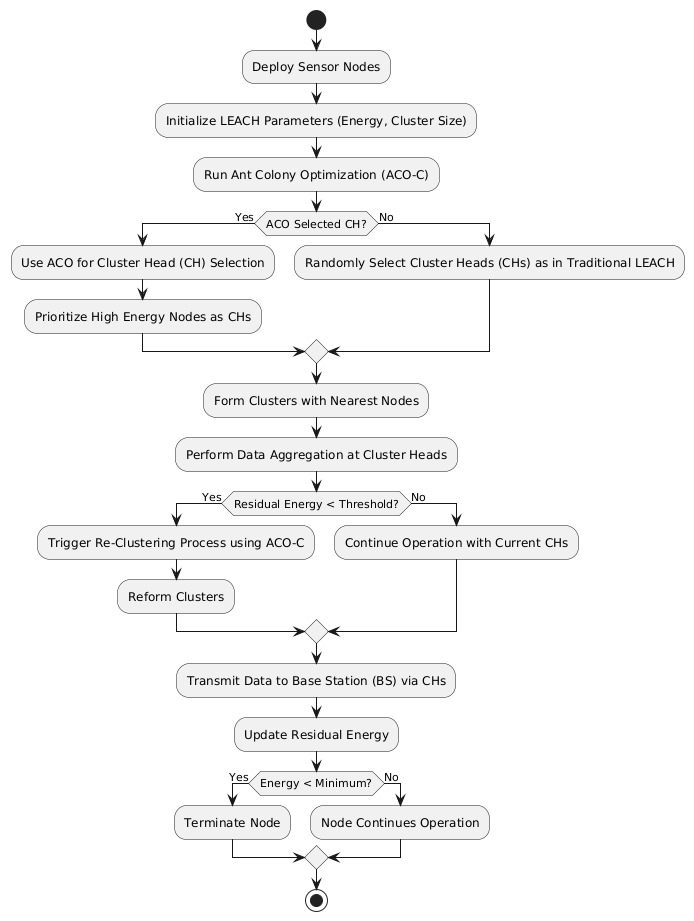 Deploy Sensor Nodes
Initialize LEACH Parameters (Energy, Cluster Size)
Run Ant Colony Optimization (ACO-C)
Yes
ACO Selected CH?
No
Use ACO for Cluster Head (CH) Selection
Randomly Select Cluster Heads (CHs) as in Traditional LEACH
Prioritize High Energy Nodes as CHs
Form Clusters with Nearest Nodes
Perform Data Aggregation at Cluster Heads
Yes
Residual Energy < Threshold?
No
Trigger Re-Clustering Process using ACO-C
Continue Operation with Current CHs
Reform Clusters
Transmit Data to Base Station (BS) via CHs
Update Residual Energy
Yes
Energy < Minimum?
No
Terminate Node
Node Continues Operation